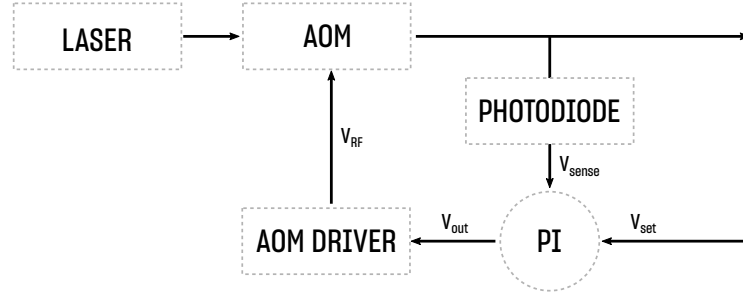 LASER
AOM
PHOTODIODE
V_RF
V_sense
AOM DRIVER
V_out
PI
V_set